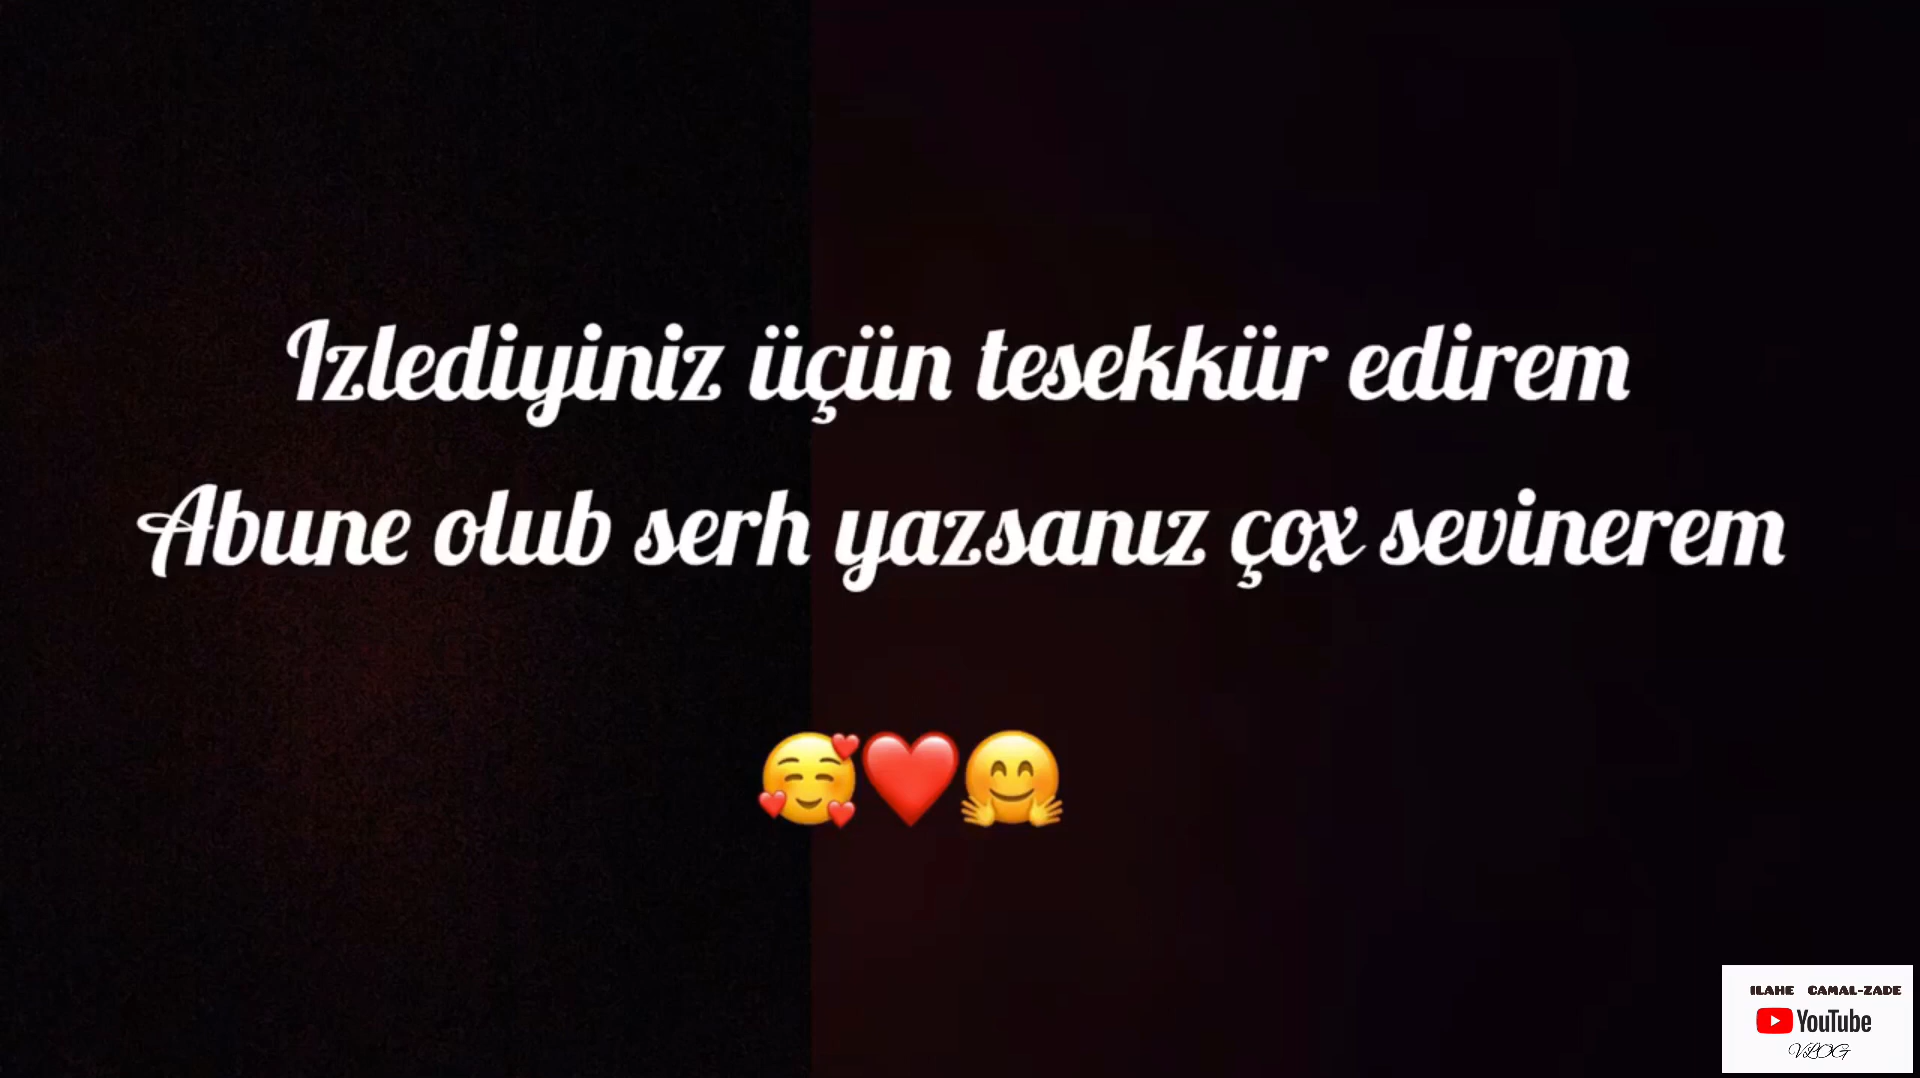 Izlediyiniz üçün tesekkür edirem
Abune olub serh yazsanız çox sevinerem
🥰❤️🤗
ILAHE CAMAL-ZADE
YouTube
VLOG